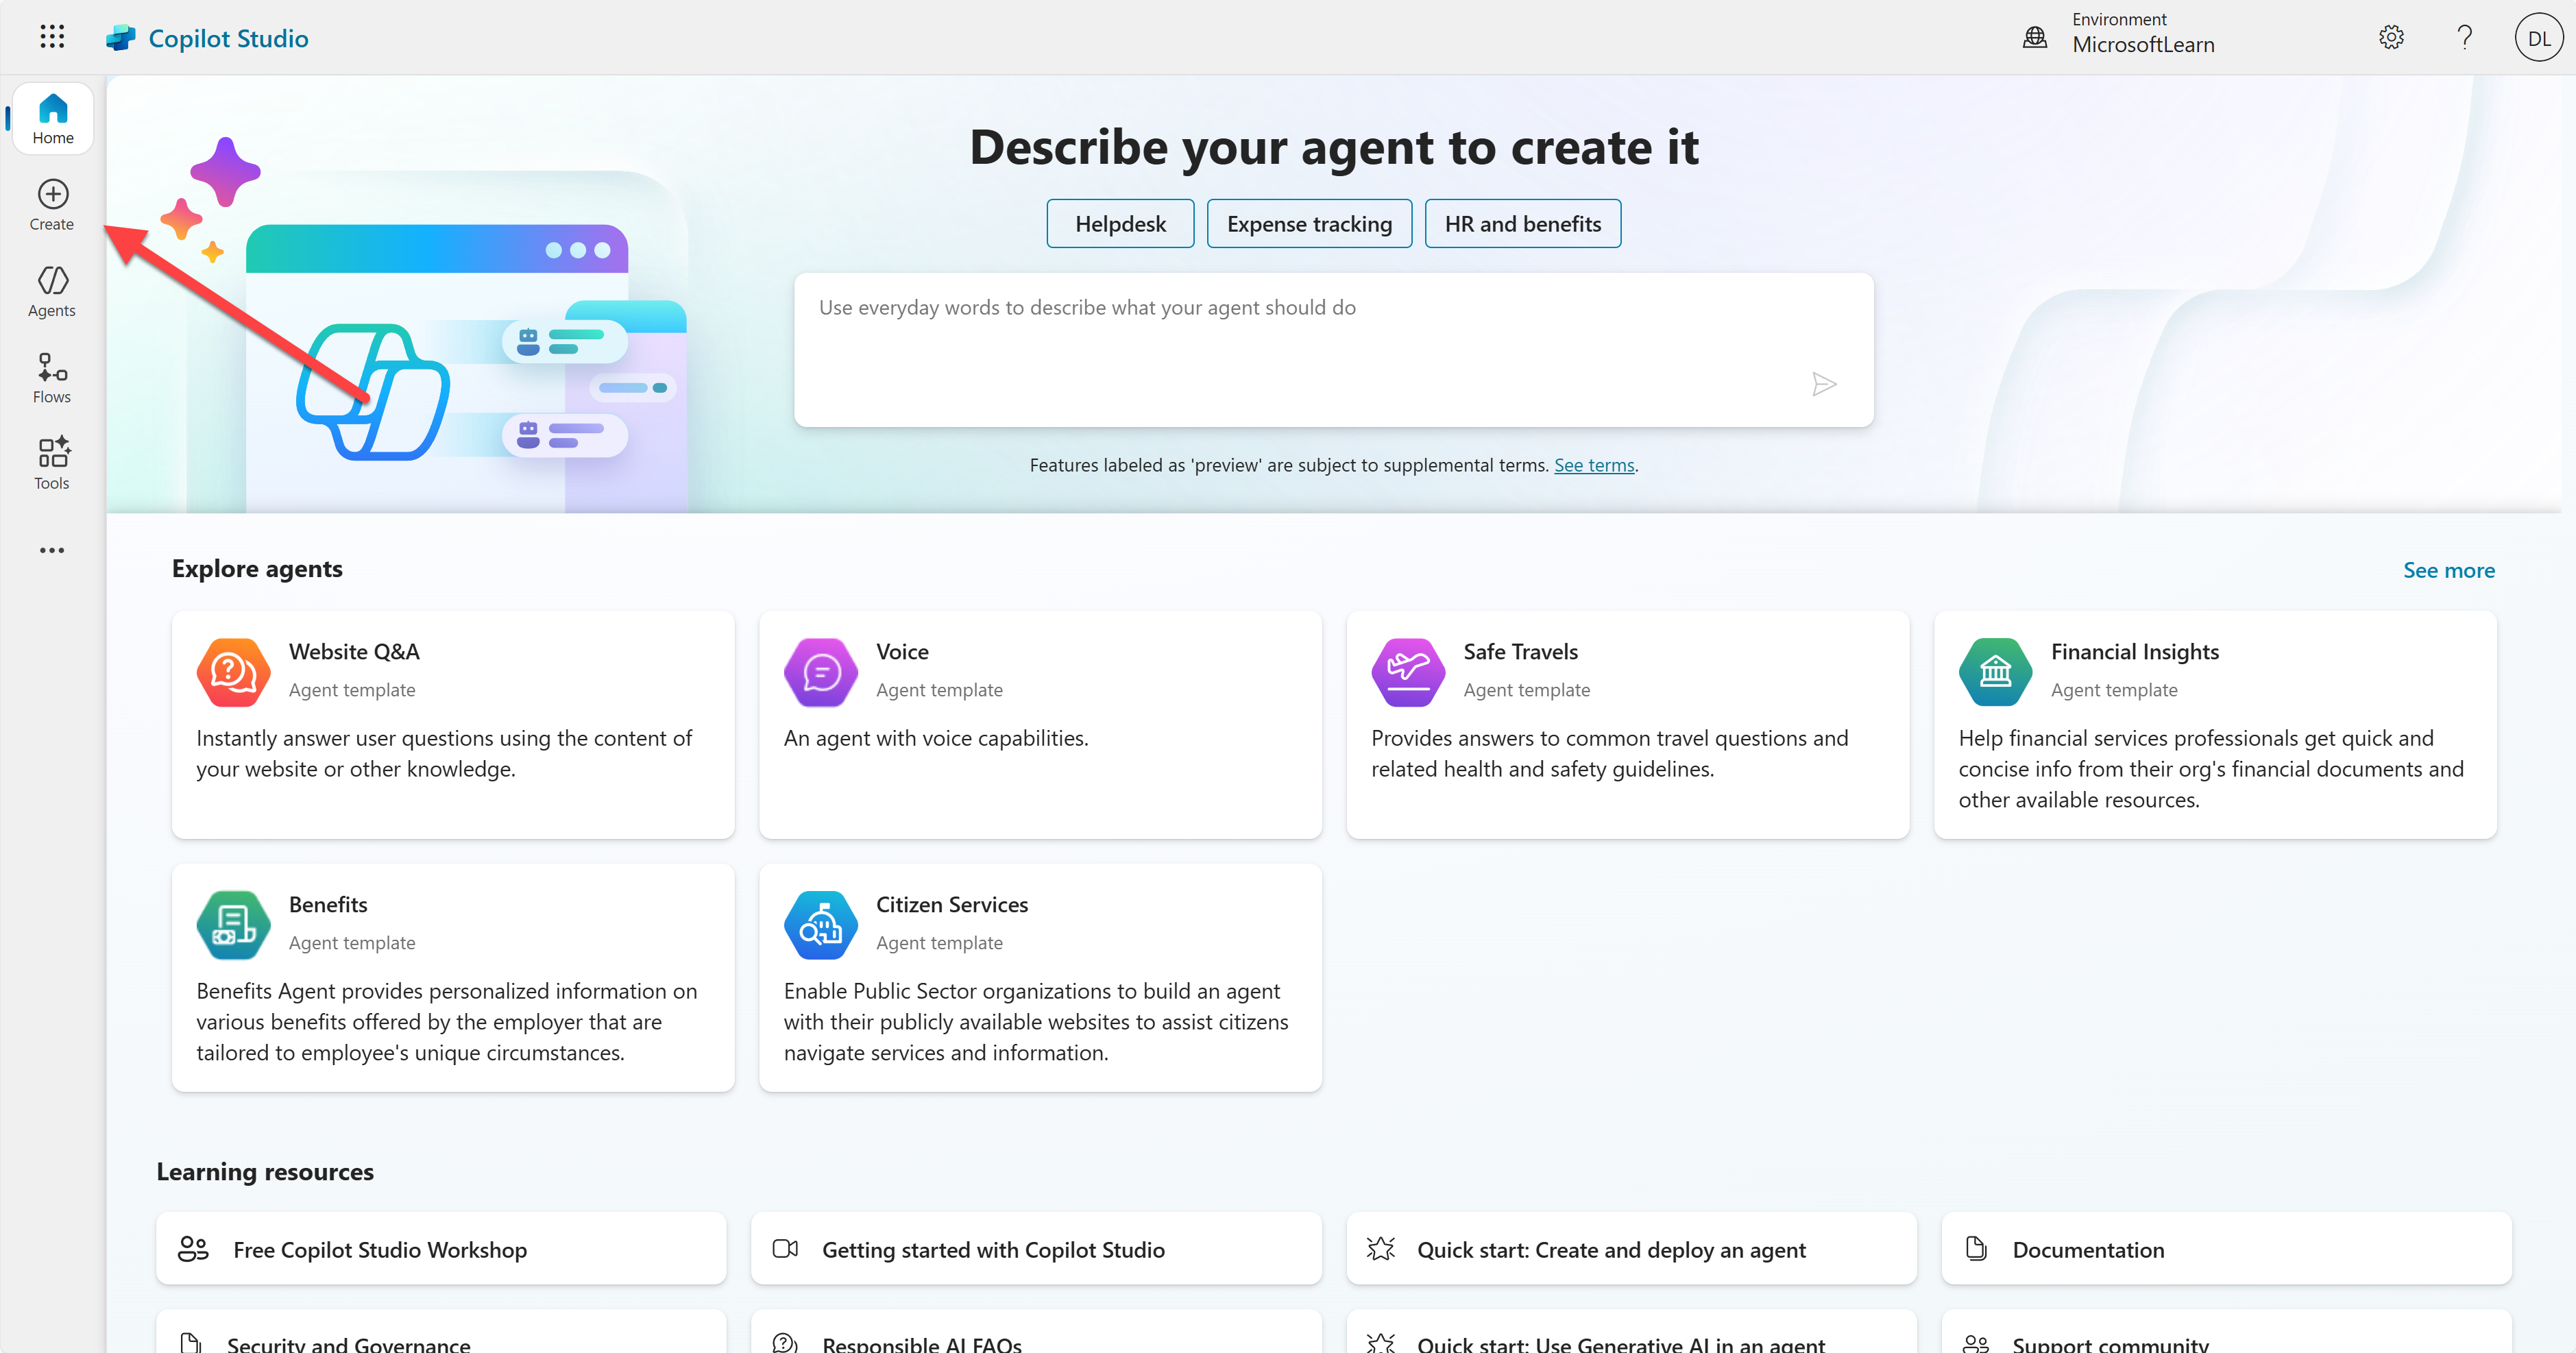 Copilot Studio
Environment
MicrosoftLearn
DL
Home
Create
Agents
Flows
Tools
Describe your agent to create it
Helpdesk
Expense tracking
HR and benefits
Use everyday words to describe what your agent should do
Features labeled as 'preview' are subject to supplemental terms. See terms.
Explore agents
See more
Website Q&A
Agent template
Instantly answer user questions using the content of
your website or other knowledge.
Voice
Agent template
An agent with voice capabilities.
Safe Travels
Agent template
Provides answers to common travel questions and
related health and safety guidelines.
Financial Insights
Agent template
Help financial services professionals get quick and
concise info from their org's financial documents and
other available resources.
Benefits
Agent template
Benefits Agent provides personalized information on
various benefits offered by the employer that are
tailored to employee's unique circumstances.
Citizen Services
Agent template
Enable Public Sector organizations to build an agent
with their publicly available websites to assist citizens
navigate services and information.
Learning resources
Free Copilot Studio Workshop
Getting started with Copilot Studio
Quick start: Create and deploy an agent
Documentation
Security and Governance
Responsible AI FAQs
Quick start: Use Generative AI in an agent
Support community